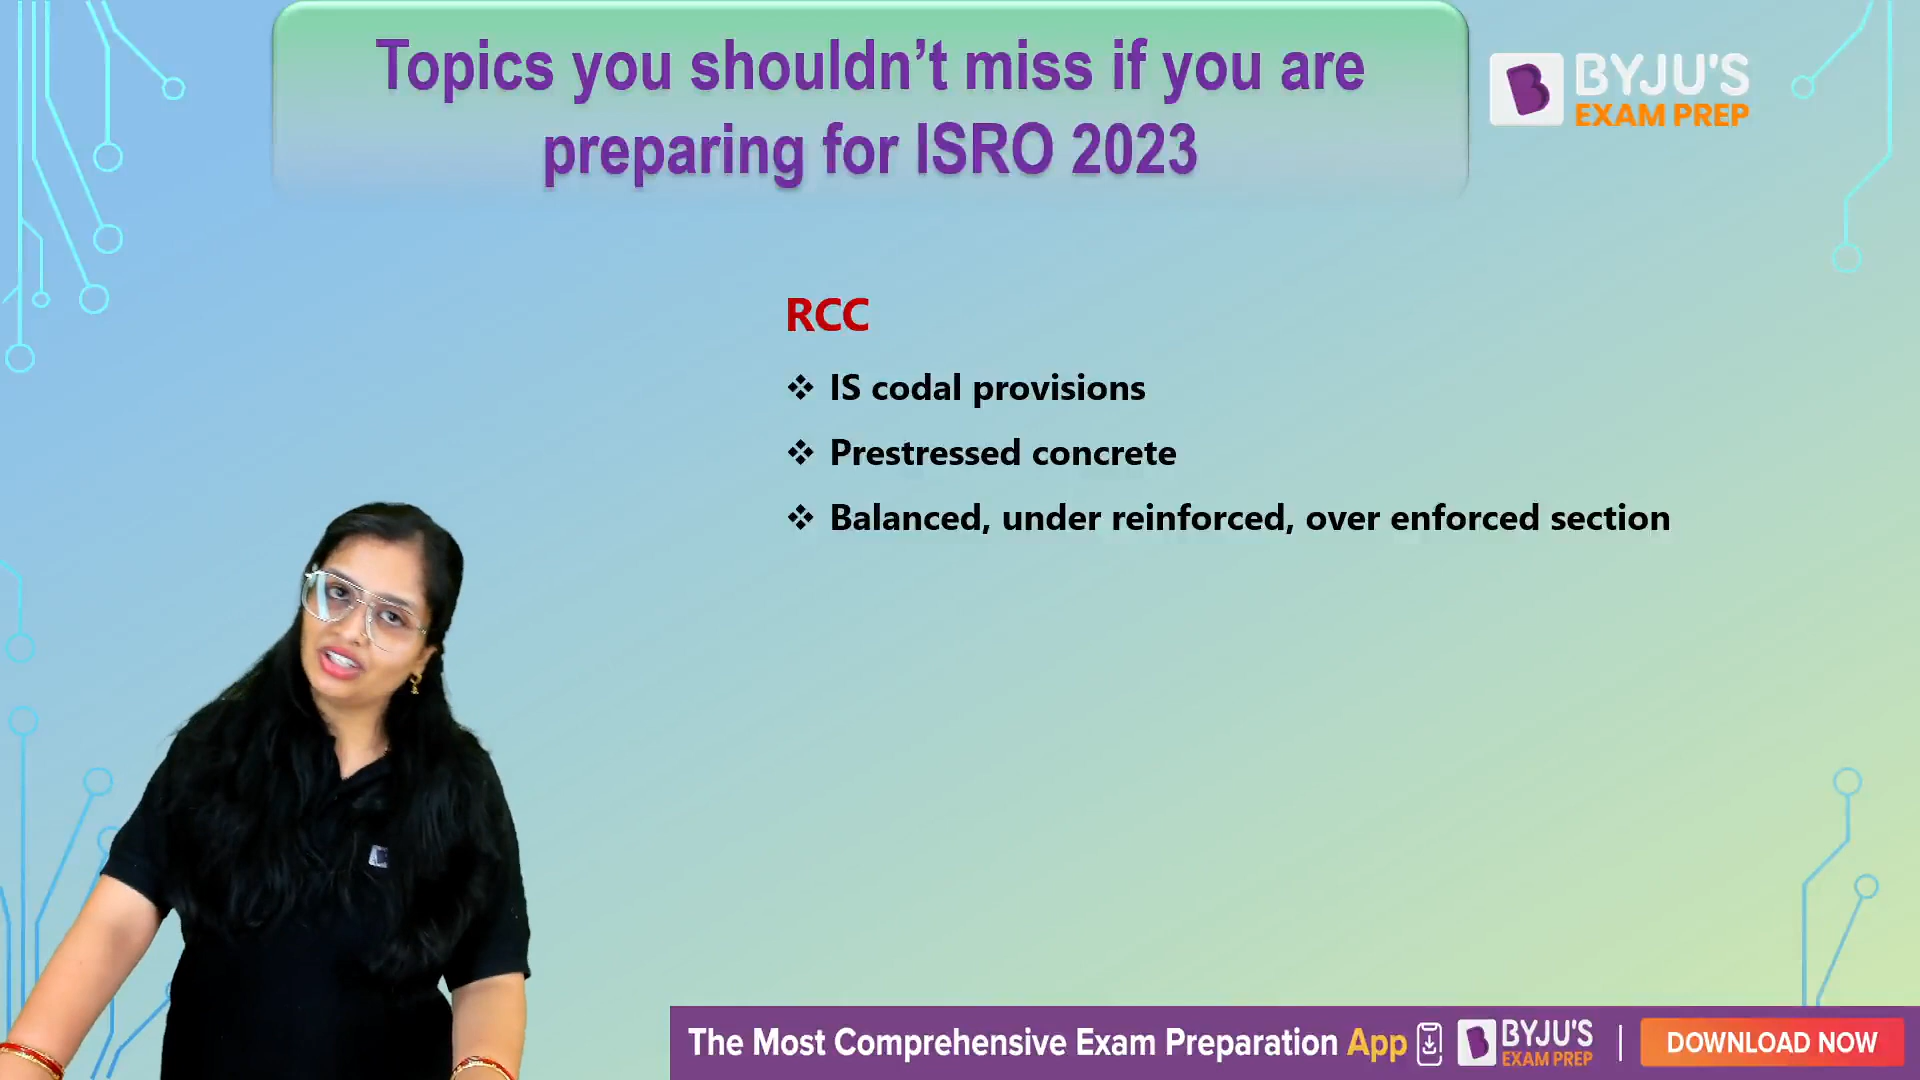 Topics you shouldn’t miss if you are
preparing for ISRO 2023
BYJU'S
EXAM PREP
RCC
❖ IS codal provisions
❖ Prestressed concrete
❖ Balanced, under reinforced, over enforced section
The Most Comprehensive Exam Preparation App
BYJU'S
EXAM PREP
DOWNLOAD NOW